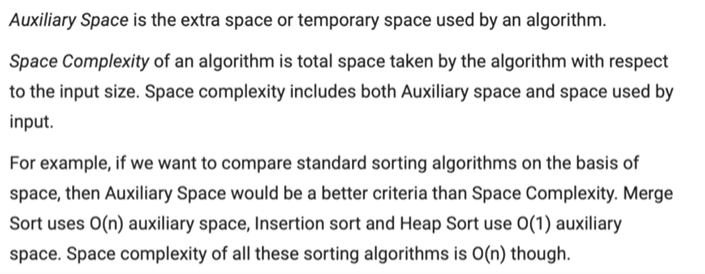 Auxiliary Space is the extra space or temporary space used by an algorithm.
Space Complexity of an algorithm is total space taken by the algorithm with respect
to the input size. Space complexity includes both Auxiliary space and space used by
input.
For example, if we want to compare standard sorting algorithms on the basis of
space, then Auxiliary Space would be a better criteria than Space Complexity. Merge
Sort uses O(n) auxiliary space, Insertion sort and Heap Sort use O(1) auxiliary
space. Space complexity of all these sorting algorithms is O(n) though.